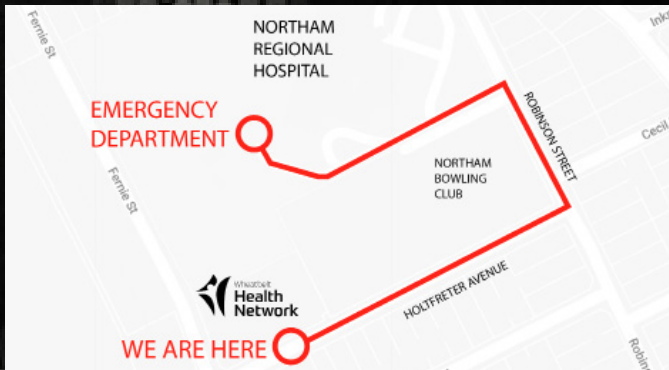 Fernie St
NORTHAM
REGIONAL
HOSPITAL
EMERGENCY
DEPARTMENT
ROBINSON STREET
Cecil
NORTHAM
BOWLING
CLUB
Fernie St
wheatbelt
Health
Network
HOLTFRETER AVENUE
WE ARE HERE
Robin